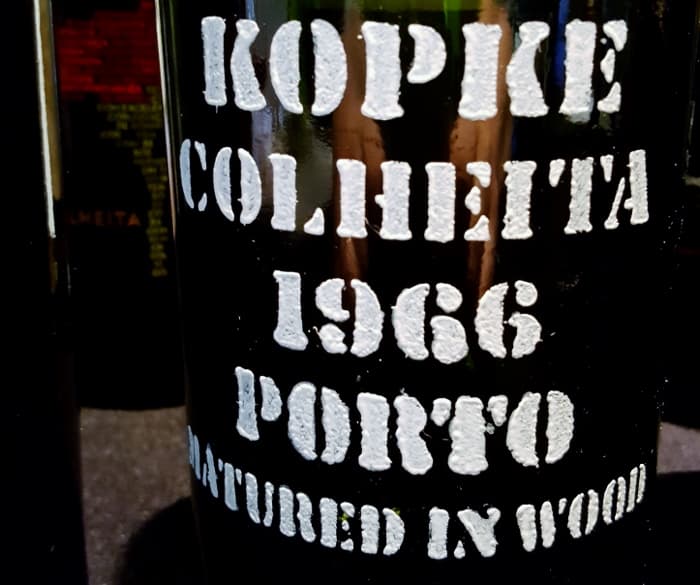 KOPKE
COLHEITA
1966
PORTO
MATURED IN WOOD